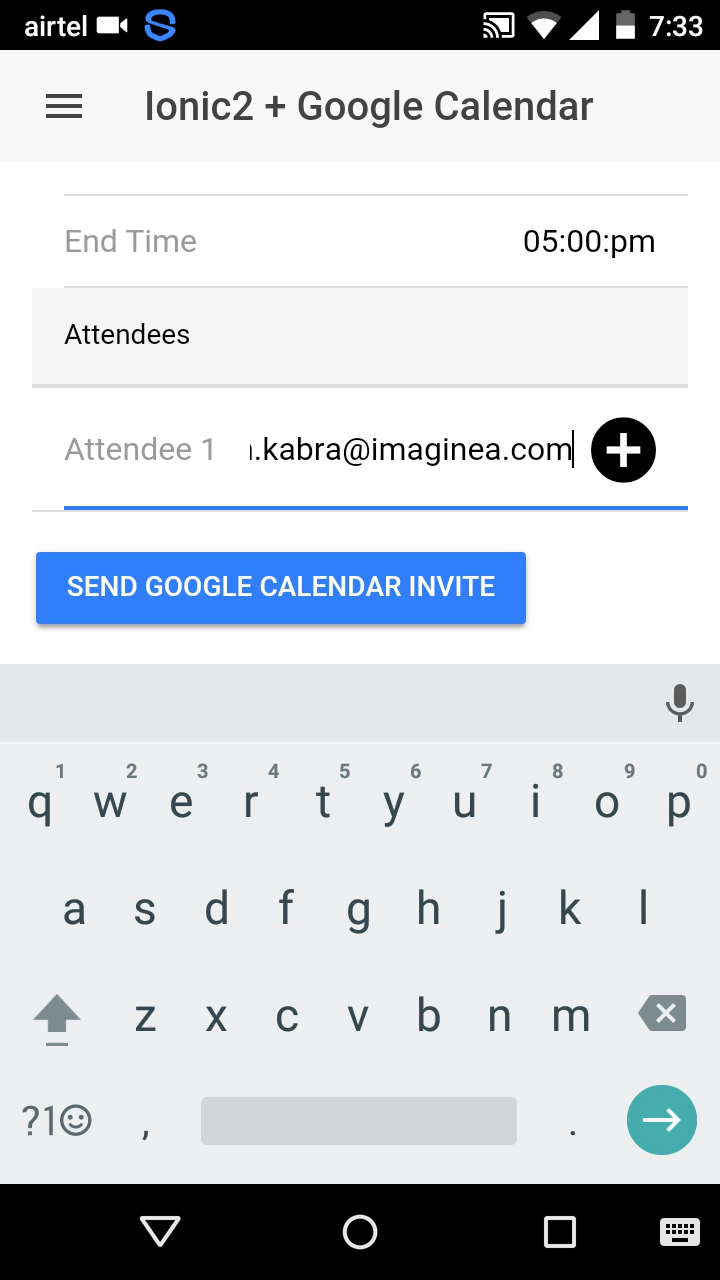 airtel 7:33
Ionic2 + Google Calendar
End Time 05:00:pm
Attendees
Attendee 1 .kabra@imaginea.com
SEND GOOGLE CALENDAR INVITE
1 2 3 4 5 6 7 8 9 0
q w e r t y u i o p
a s d f g h j k l
z x c v b n m
?1☺ , .